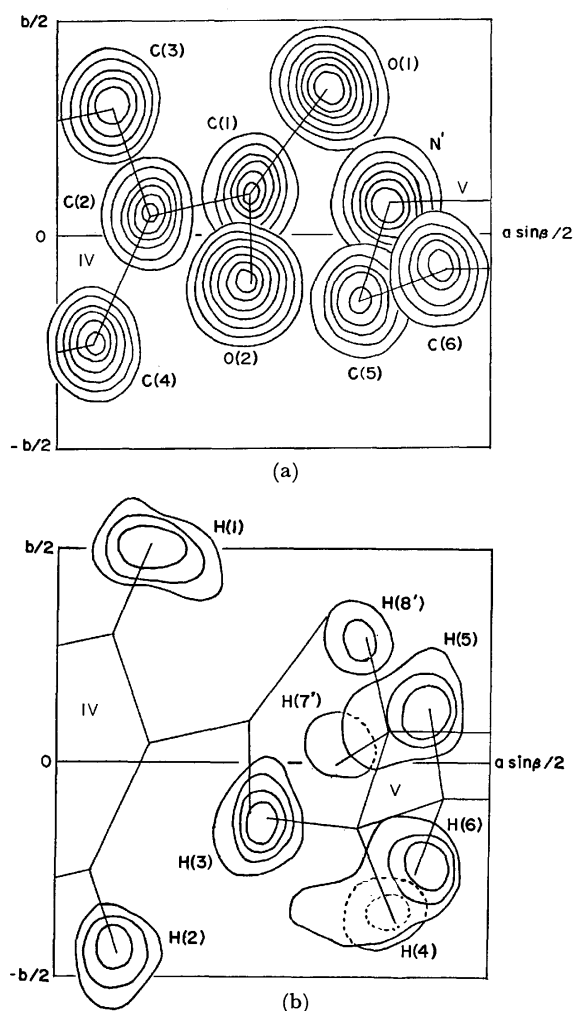 b/2
C(3)
O(1)
C(1)
N'
C(2)
V
0
a sinβ/2
IV
C(6)
O(2)
C(5)
C(4)
-b/2
(a)
b/2
H(1)
H(8')
H(5)
H(7')
IV
0
a sinβ/2
V
H(6)
H(3)
H(2)
H(4)
-b/2
(b)